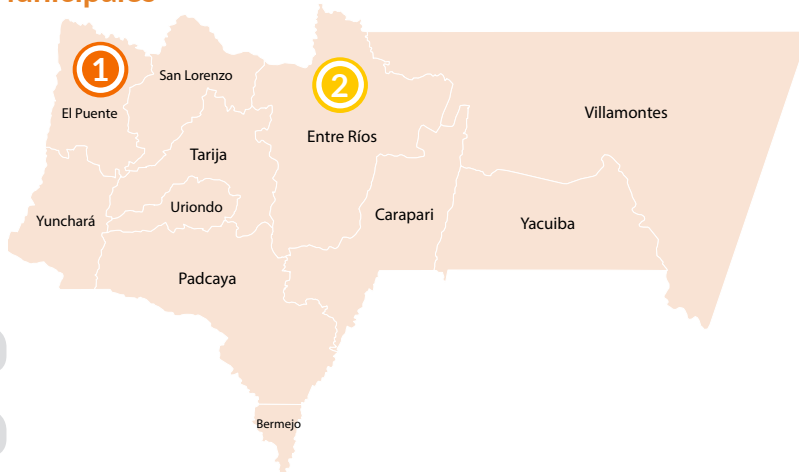 1
2
San Lorenzo
El Puente
Villamontes
Entre Ríos
Tarija
Uriondo
Carapari
Yunchará
Yacuiba
Padcaya
Bermejo